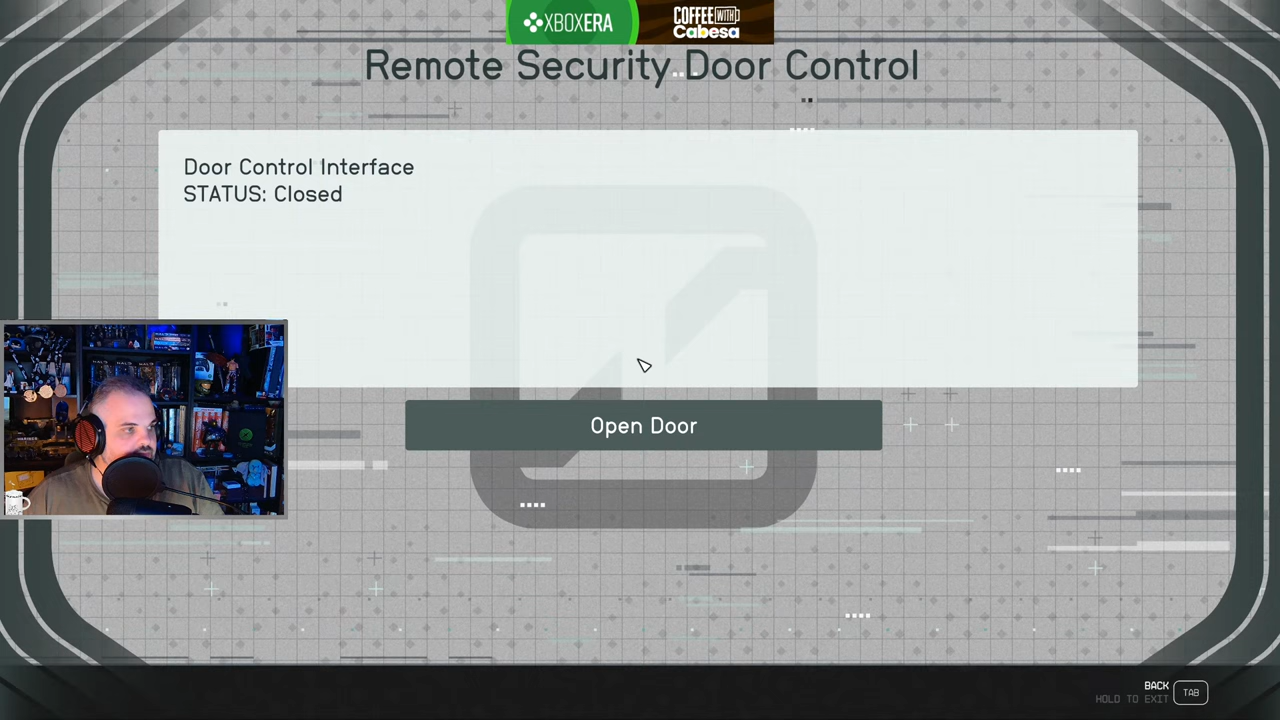 XBOXERA
COFFEE WITH
Cabesa
Remote Security Door Control
Door Control Interface
STATUS: Closed
Open Door
BACK
HOLD TO EXIT
TAB